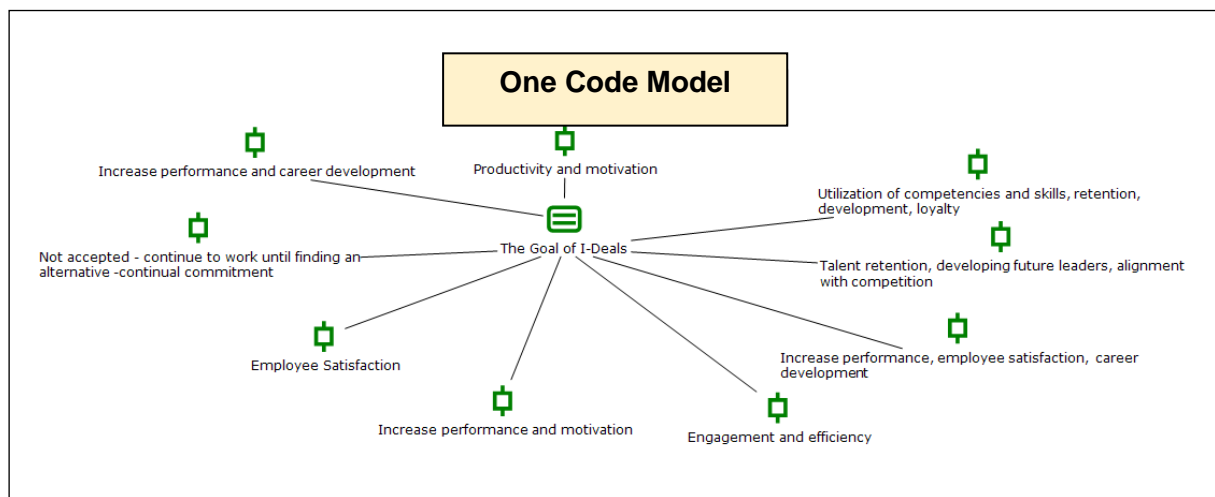 One Code Model
Increase performance and career development
Productivity and motivation
Utilization of competencies and skills, retention,
development, loyalty
The Goal of I-Deals
Not accepted - continue to work until finding an
alternative -continual commitment
Talent retention, developing future leaders, alignment
with competition
Employee Satisfaction
Increase performance, employee satisfaction, career
development
Increase performance and motivation
Engagement and efficiency